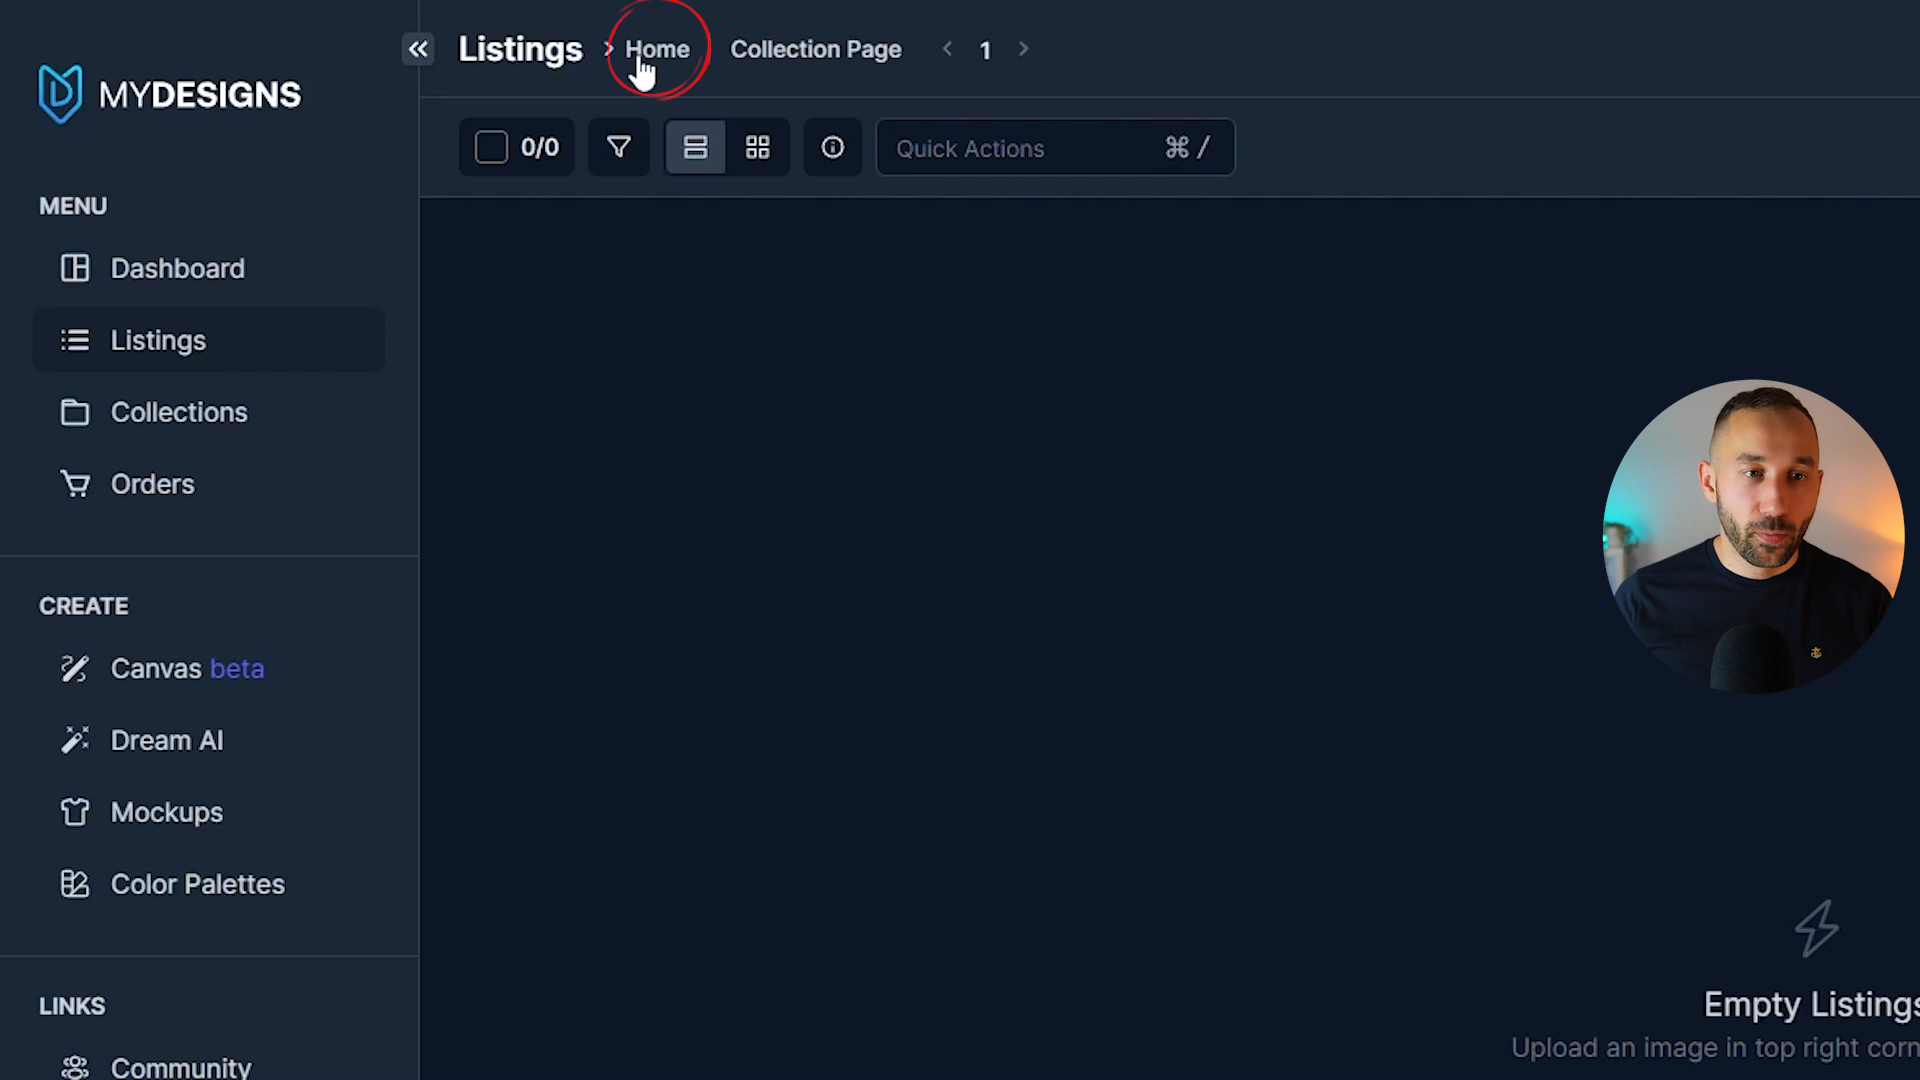 Listings > Home Collection Page < 1 >
MYDESIGNS
0/0 Quick Actions ⌘ /
MENU
Dashboard
Listings
Collections
Orders
CREATE
Canvas beta
Dream AI
Mockups
Color Palettes
LINKS
Community
Empty Listings
Upload an image in top right corn